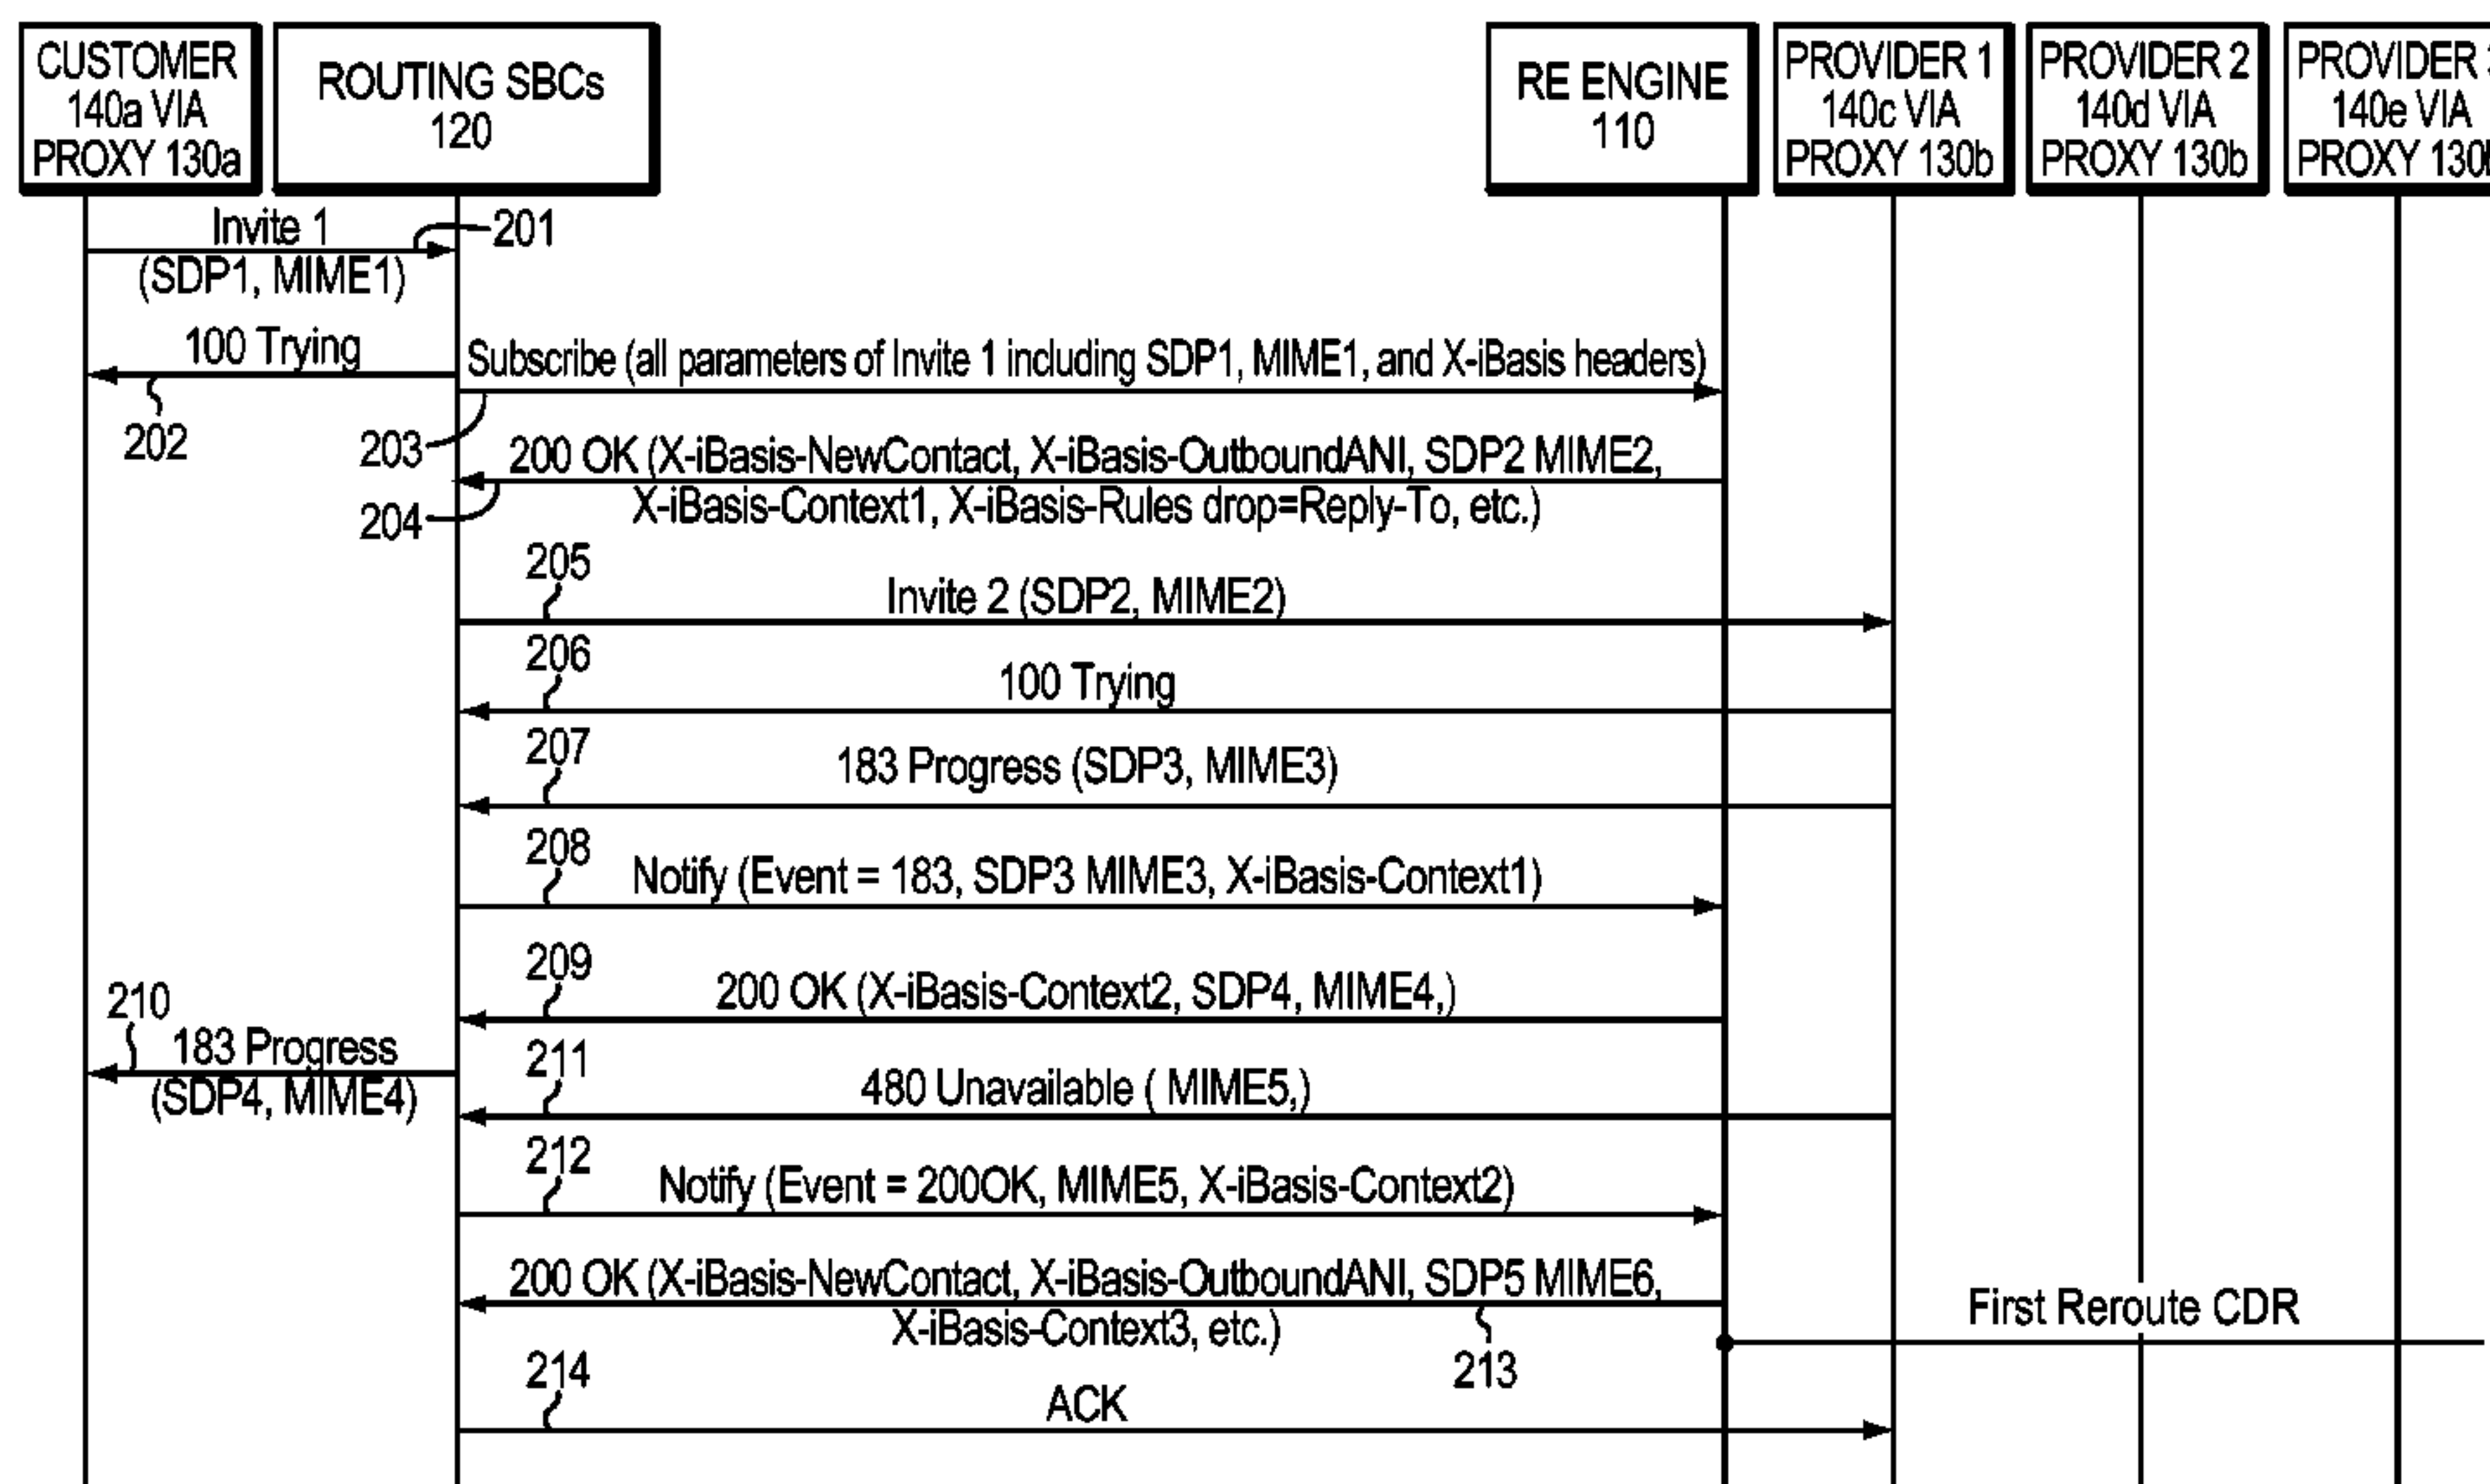 CUSTOMER
140a VIA
PROXY 130a
ROUTING SBCs
120
RE ENGINE
110
PROVIDER 1
140c VIA
PROXY 130b
PROVIDER 2
140d VIA
PROXY 130b
PROVIDER
140e VIA
PROXY
Invite 1
201
(SDP1, MIME1)
100 Trying
202
Subscribe (all parameters of Invite 1 including SDP1, MIME1, and X-iBasis headers)
203
200 OK (X-iBasis-NewContact, X-iBasis-OutboundANI, SDP2 MIME2,
X-iBasis-Context1, X-iBasis-Rules drop=Reply-To, etc.)
204
205
Invite 2 (SDP2, MIME2)
206
100 Trying
207
183 Progress (SDP3, MIME3)
208
Notify (Event = 183, SDP3 MIME3, X-iBasis-Context1)
209
200 OK (X-iBasis-Context2, SDP4, MIME4,)
210
183 Progress
(SDP4, MIME4)
211
480 Unavailable ( MIME5,)
212
Notify (Event = 200OK, MIME5, X-iBasis-Context2)
200 OK (X-iBasis-NewContact, X-iBasis-OutboundANI, SDP5 MIME6,
X-iBasis-Context3, etc.)
213
First Reroute CDR
214
ACK